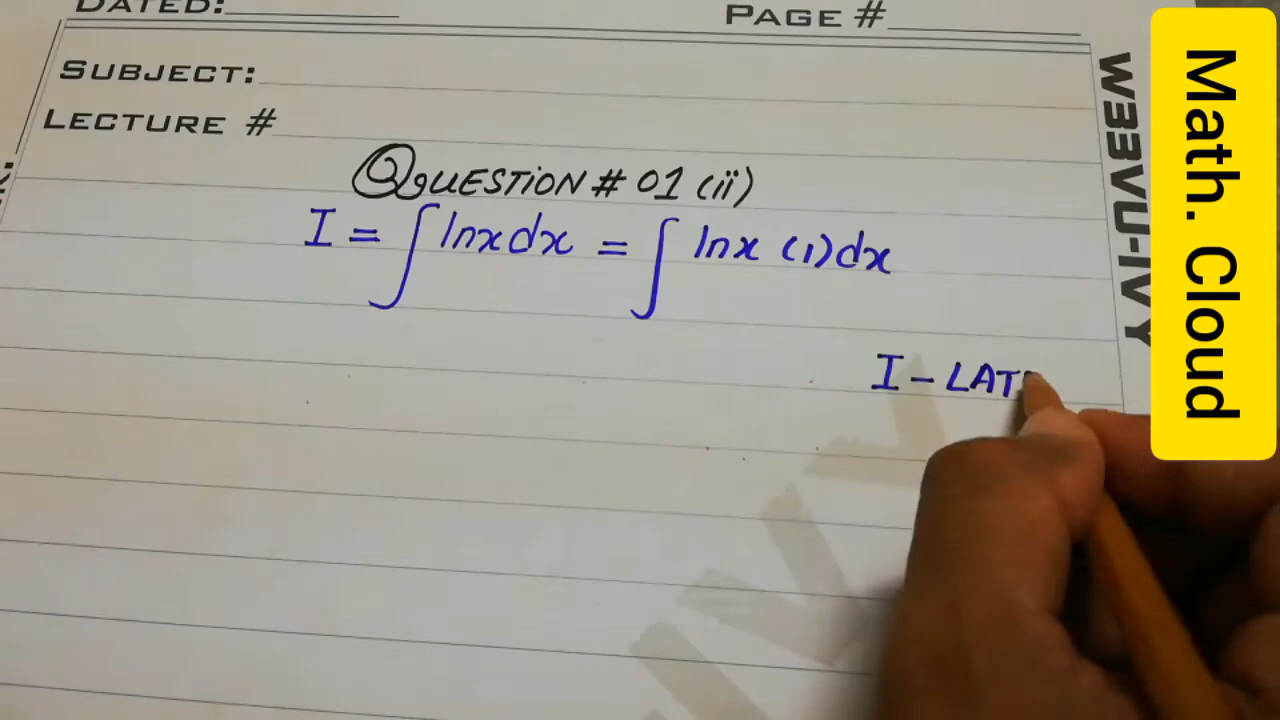 DATED:
PAGE #
SUBJECT:
LECTURE #
QUESTION # 01 (ii)
I = ∫ lnx dx = ∫ lnx (1) dx
I - LAT
Math. Cloud